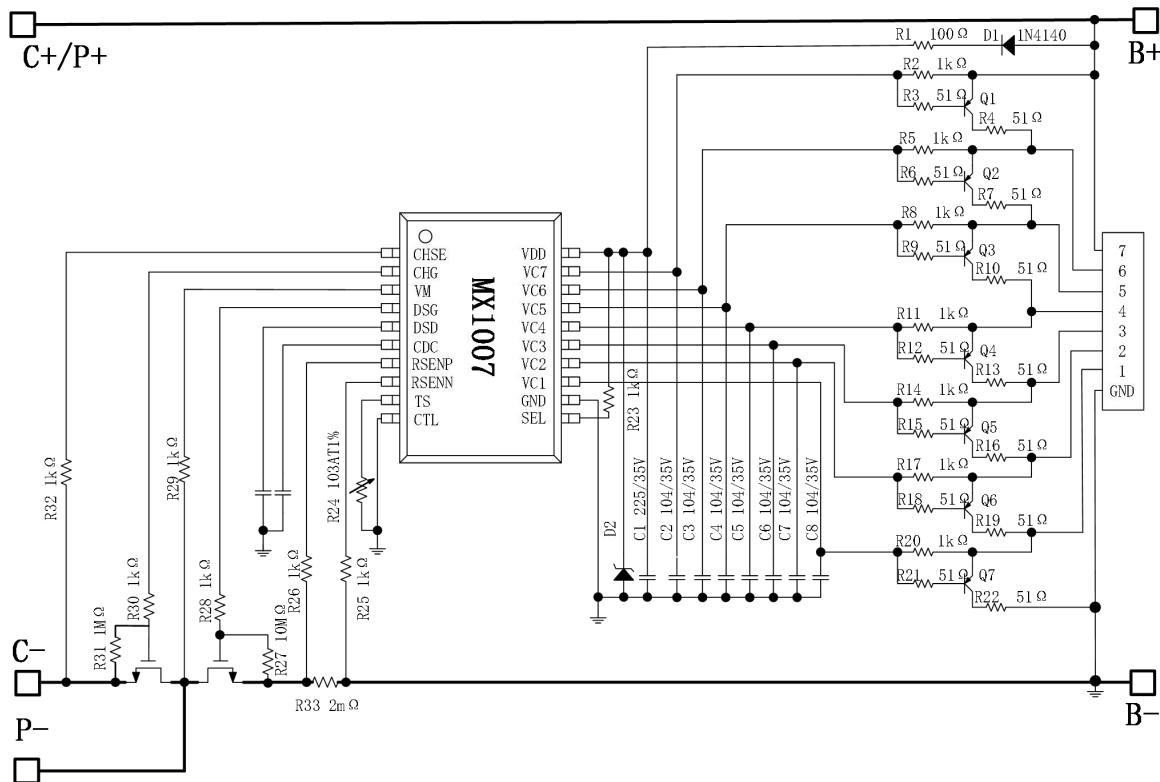 C+/P+
B+
R1 100Ω D1 1N4140
R2 1kΩ
R3 51Ω Q1
R4 51Ω
R5 1kΩ
R6 51Ω Q2
R7 51Ω
R8 1kΩ
R9 51Ω Q3
R10 51Ω
R11 1kΩ
R12 51Ω Q4
R13 51Ω
R14 1kΩ
R15 51Ω Q5
R16 51Ω
R17 1kΩ
R18 51Ω Q6
R19 51Ω
R20 1kΩ
R21 51Ω Q7
R22 51Ω
7
6
5
4
3
2
1
GND
MX1007
CHSE VDD
CHG VC7
VM VC6
DSG VC5
DSD VC4
CDC VC3
RSENP VC2
RSENN VC1
TS GND
CTL SEL
R23 1kΩ
R24 103AT1%
R32 1kΩ
R29 1kΩ
R31 1MΩ
R30 1kΩ
R28 1kΩ
R27 10MΩ
R26 1kΩ
R25 1kΩ
D2
C1 225/35V
C2 104/35V
C3 104/35V
C4 104/35V
C5 104/35V
C6 104/35V
C7 104/35V
C8 104/35V
C-
R33 2mΩ
P-
B-